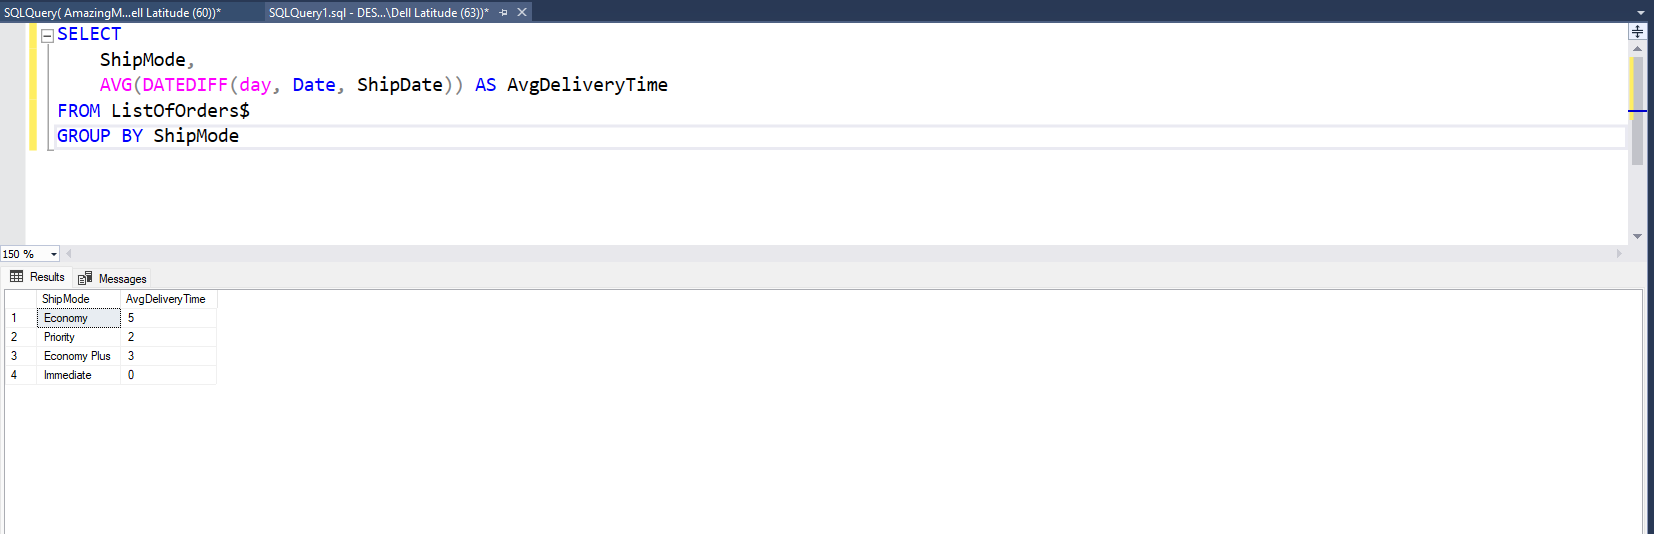 SQLQuery( AmazingM...ell Latitude (60))* SQLQuery1.sql - DES...\Dell Latitude (63))*
SELECT
ShipMode,
AVG(DATEDIFF(day, Date, ShipDate)) AS AvgDeliveryTime
FROM ListOfOrders$
GROUP BY ShipMode
150 %
Results Messages
ShipMode AvgDeliveryTime
1 Economy 5
2 Priority 2
3 Economy Plus 3
4 Immediate 0